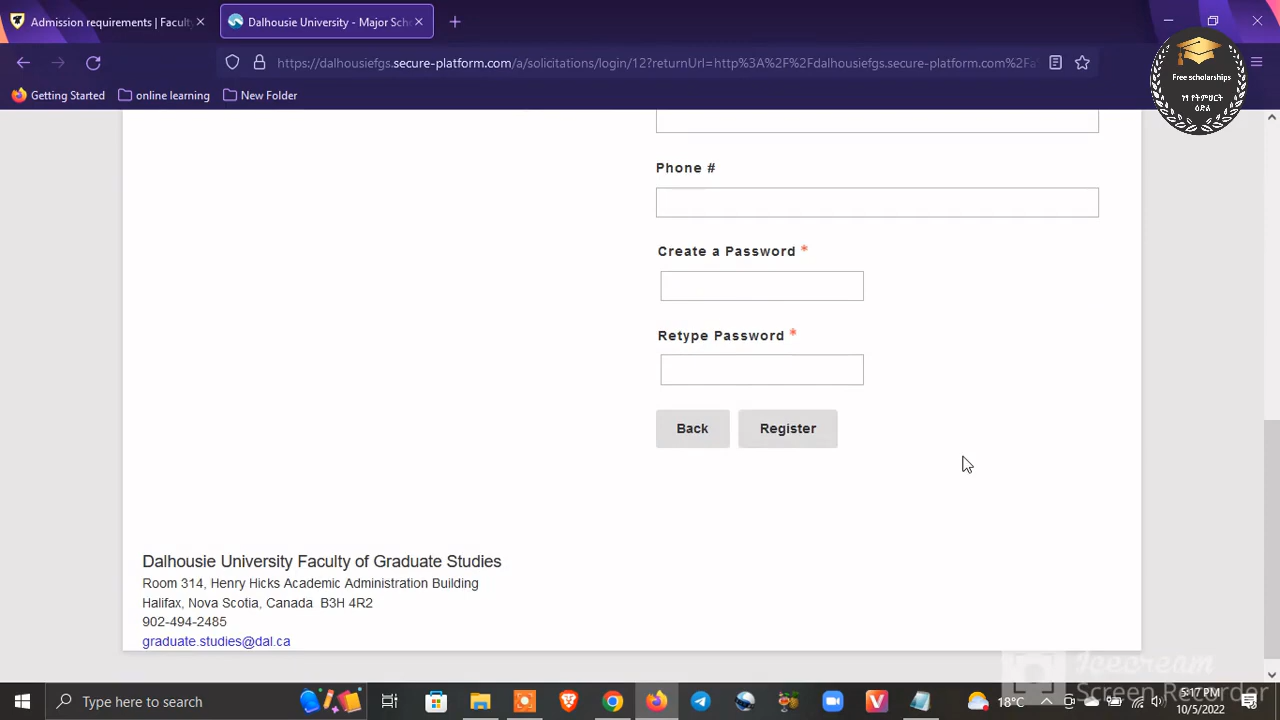 Admission requirements | Faculty
Dalhousie University - Major Sch
https://dalhousiefgs.secure-platform.com/a/solicitations/login/12?returnUrl=http%3A%2F%2Fdalhousiefgs.secure-platform.com%2Fa
Getting Started
online learning
New Folder
Free scholarships
ነፃ የትምህርት
ዕድል
Phone #
Create a Password *
Retype Password *
Back
Register
Dalhousie University Faculty of Graduate Studies
Room 314, Henry Hicks Academic Administration Building
Halifax, Nova Scotia, Canada B3H 4R2
902-494-2485
graduate.studies@dal.ca
Icecream
Screen Recorder
Type here to search
18°C
5:17 PM
10/5/2022